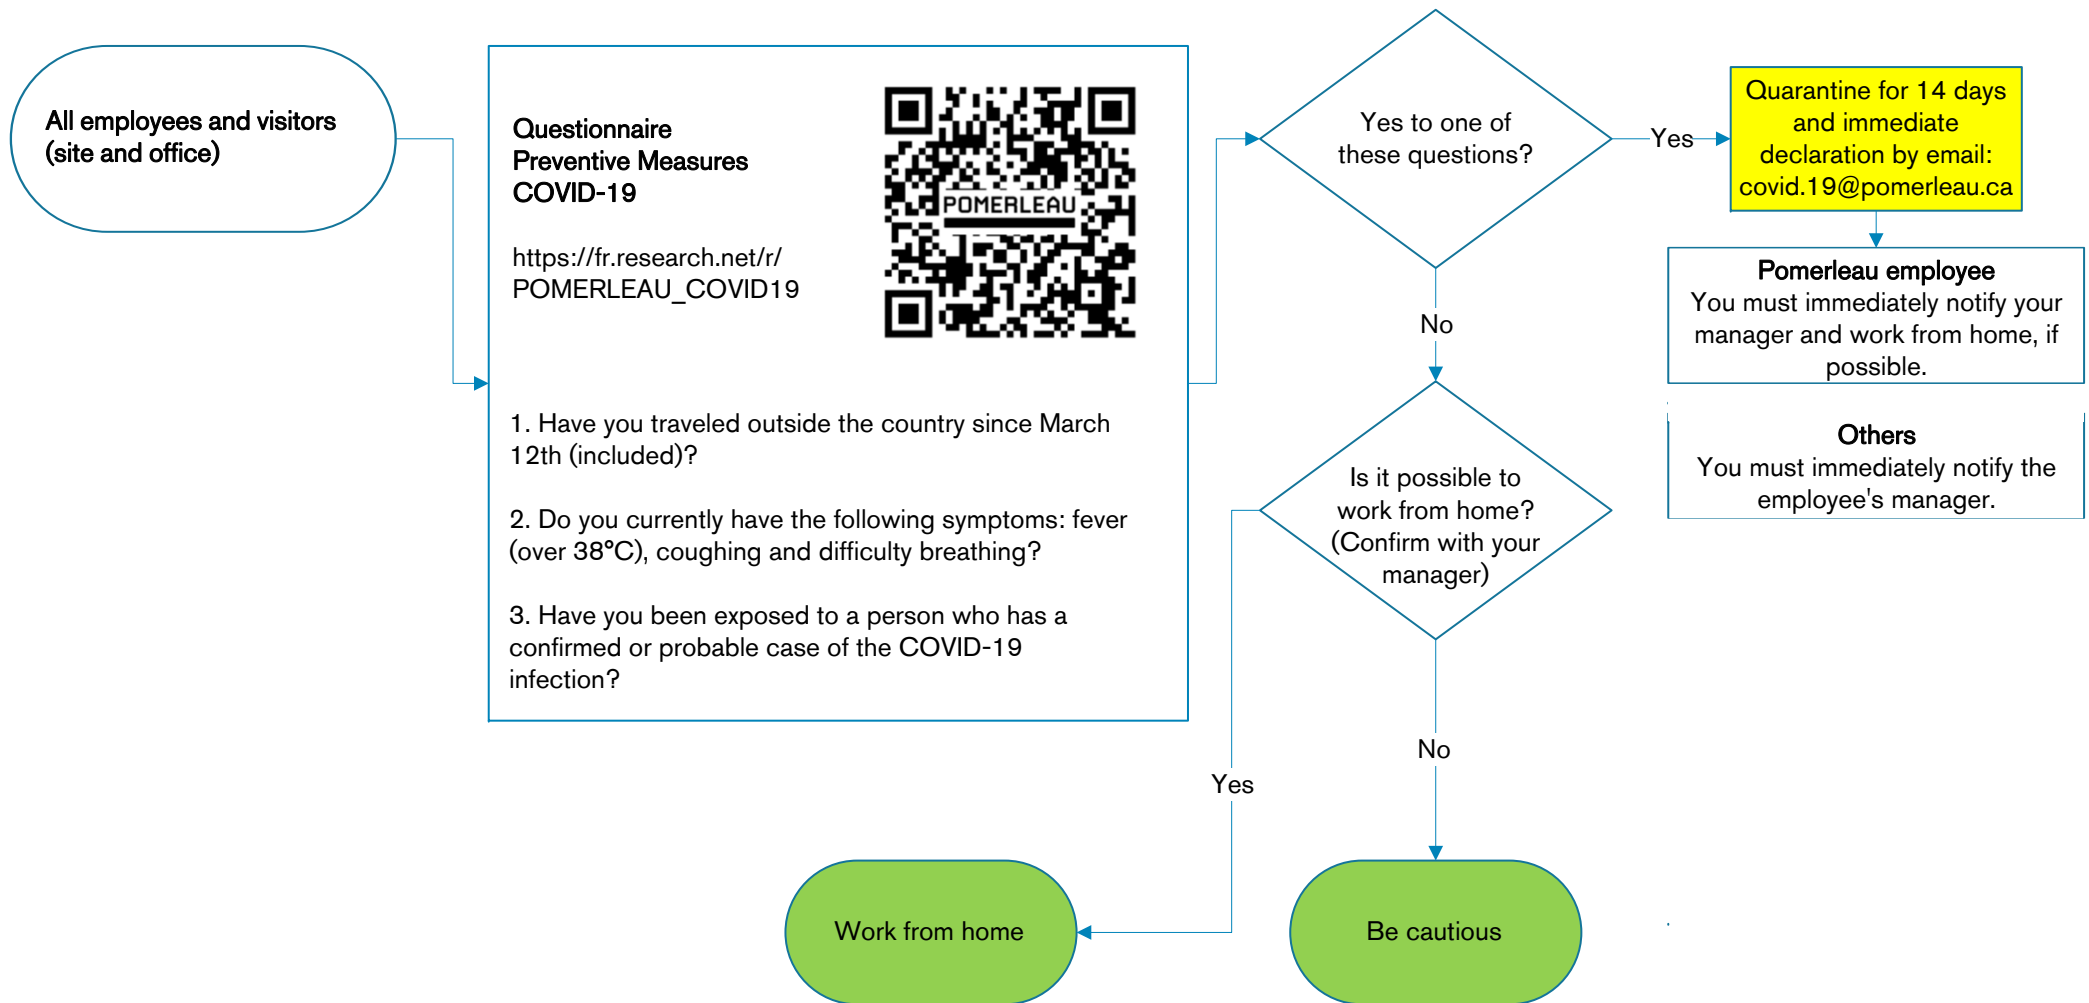 All employees and visitors
(site and office)
Questionnaire
Preventive Measures
COVID-19
https://fr.research.net/r/
POMERLEAU_COVID19
POMERLEAU
1. Have you traveled outside the country since March
12th (included)?
2. Do you currently have the following symptoms: fever
(over 38°C), coughing and difficulty breathing?
3. Have you been exposed to a person who has a
confirmed or probable case of the COVID-19
infection?
Yes to one of
these questions?
Yes
Quarantine for 14 days
and immediate
declaration by email:
covid.19@pomerleau.ca
Pomerleau employee
You must immediately notify your
manager and work from home, if
possible.
Others
You must immediately notify the
employee's manager.
No
Is it possible to
work from home?
(Confirm with your
manager)
Yes
No
Work from home
Be cautious